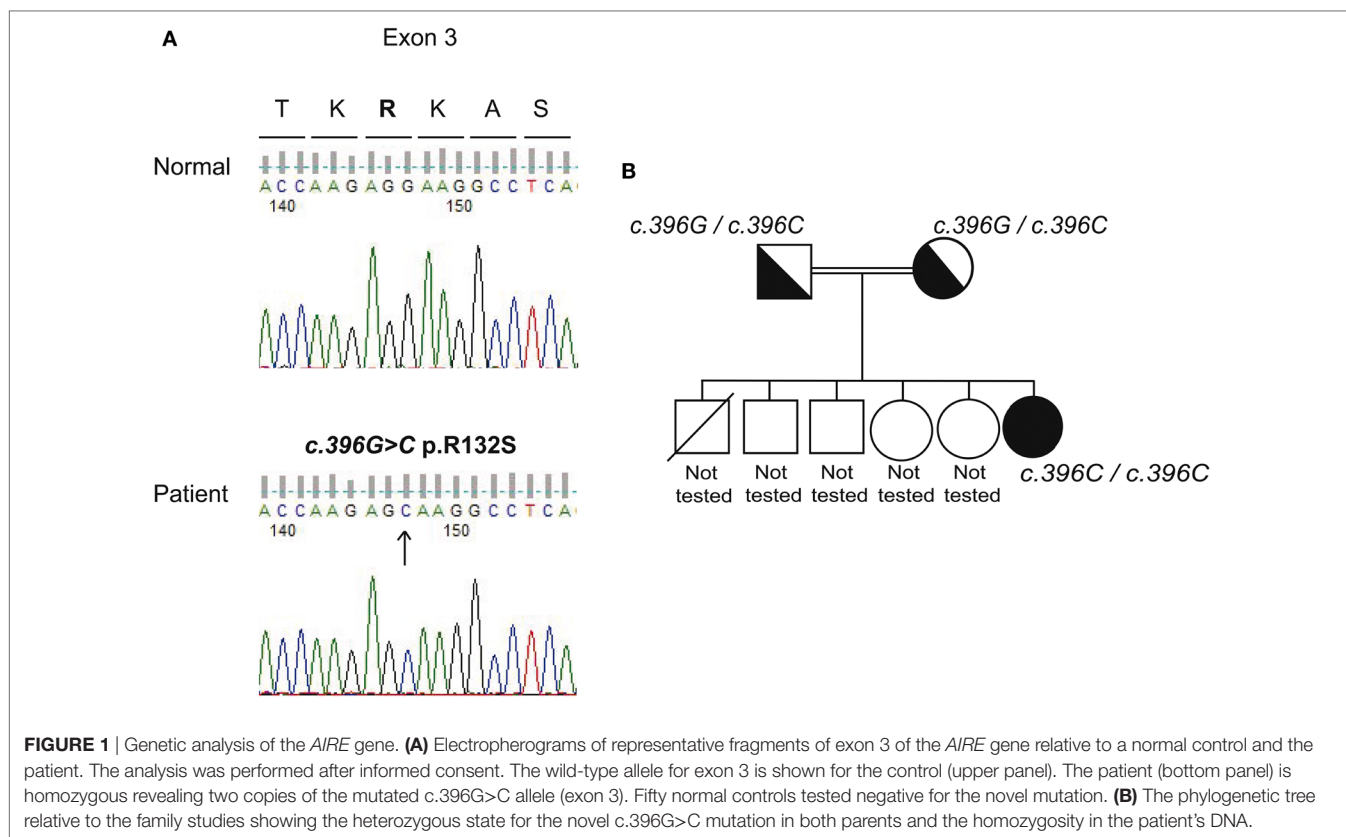 A
Exon 3
T K R K A S
Normal
ACCAAGAGGAAGGCCTCA
140 150
c.396G>C p.R132S
Patient
ACCAAGAGCAAGGCCTCA
140 150
B
c.396G / c.396C c.396G / c.396C
Not tested
Not tested
Not tested
Not tested
Not tested
c.396C / c.396C
FIGURE 1 | Genetic analysis of the AIRE gene. (A) Electropherograms of representative fragments of exon 3 of the AIRE gene relative to a normal control and the
patient. The analysis was performed after informed consent. The wild-type allele for exon 3 is shown for the control (upper panel). The patient (bottom panel) is
homozygous revealing two copies of the mutated c.396G>C allele (exon 3). Fifty normal controls tested negative for the novel mutation. (B) The phylogenetic tree
relative to the family studies showing the heterozygous state for the novel c.396G>C mutation in both parents and the homozygosity in the patient's DNA.